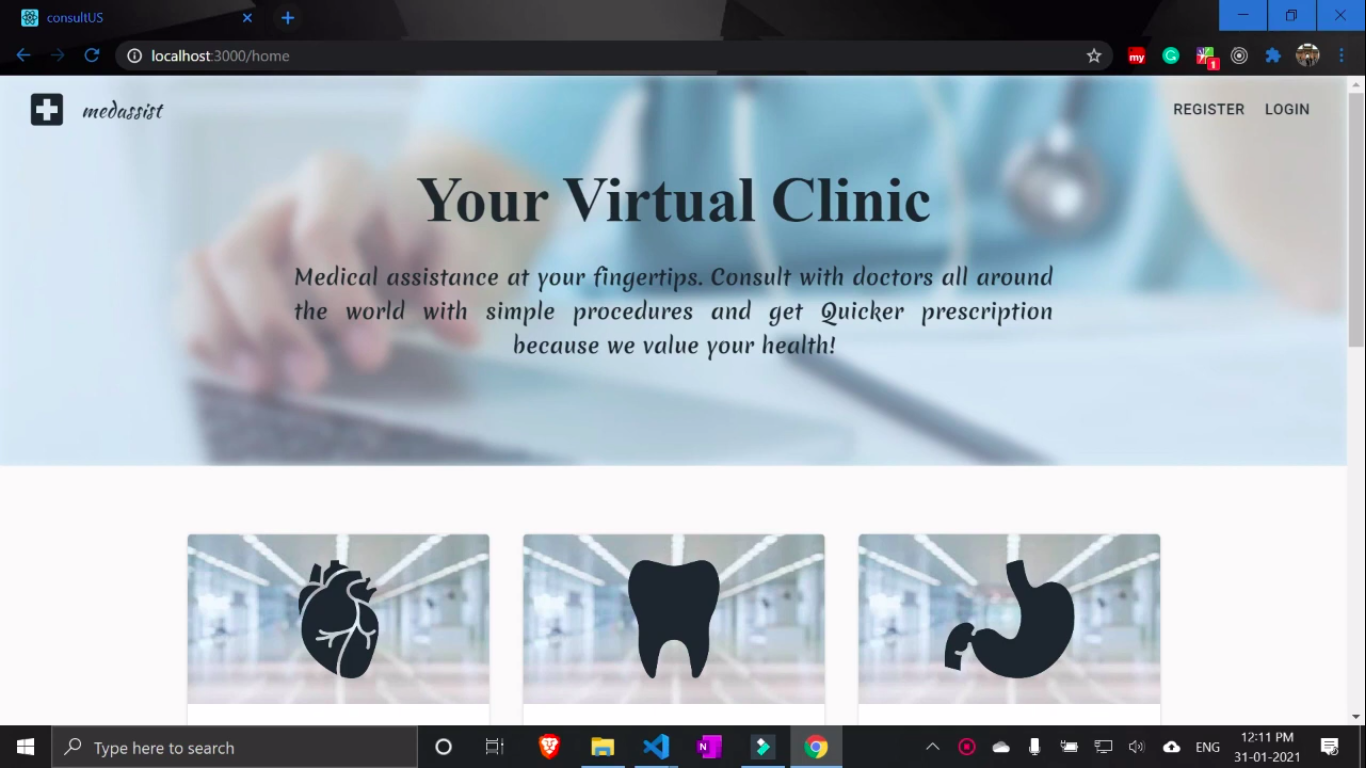 consultUS
localhost:3000/home
my
1
medassist
REGISTER LOGIN
Your Virtual Clinic
Medical assistance at your fingertips. Consult with doctors all around
the world with simple procedures and get Quicker prescription
because we value your health!
Type here to search
N
ENG
12:11 PM
31-01-2021